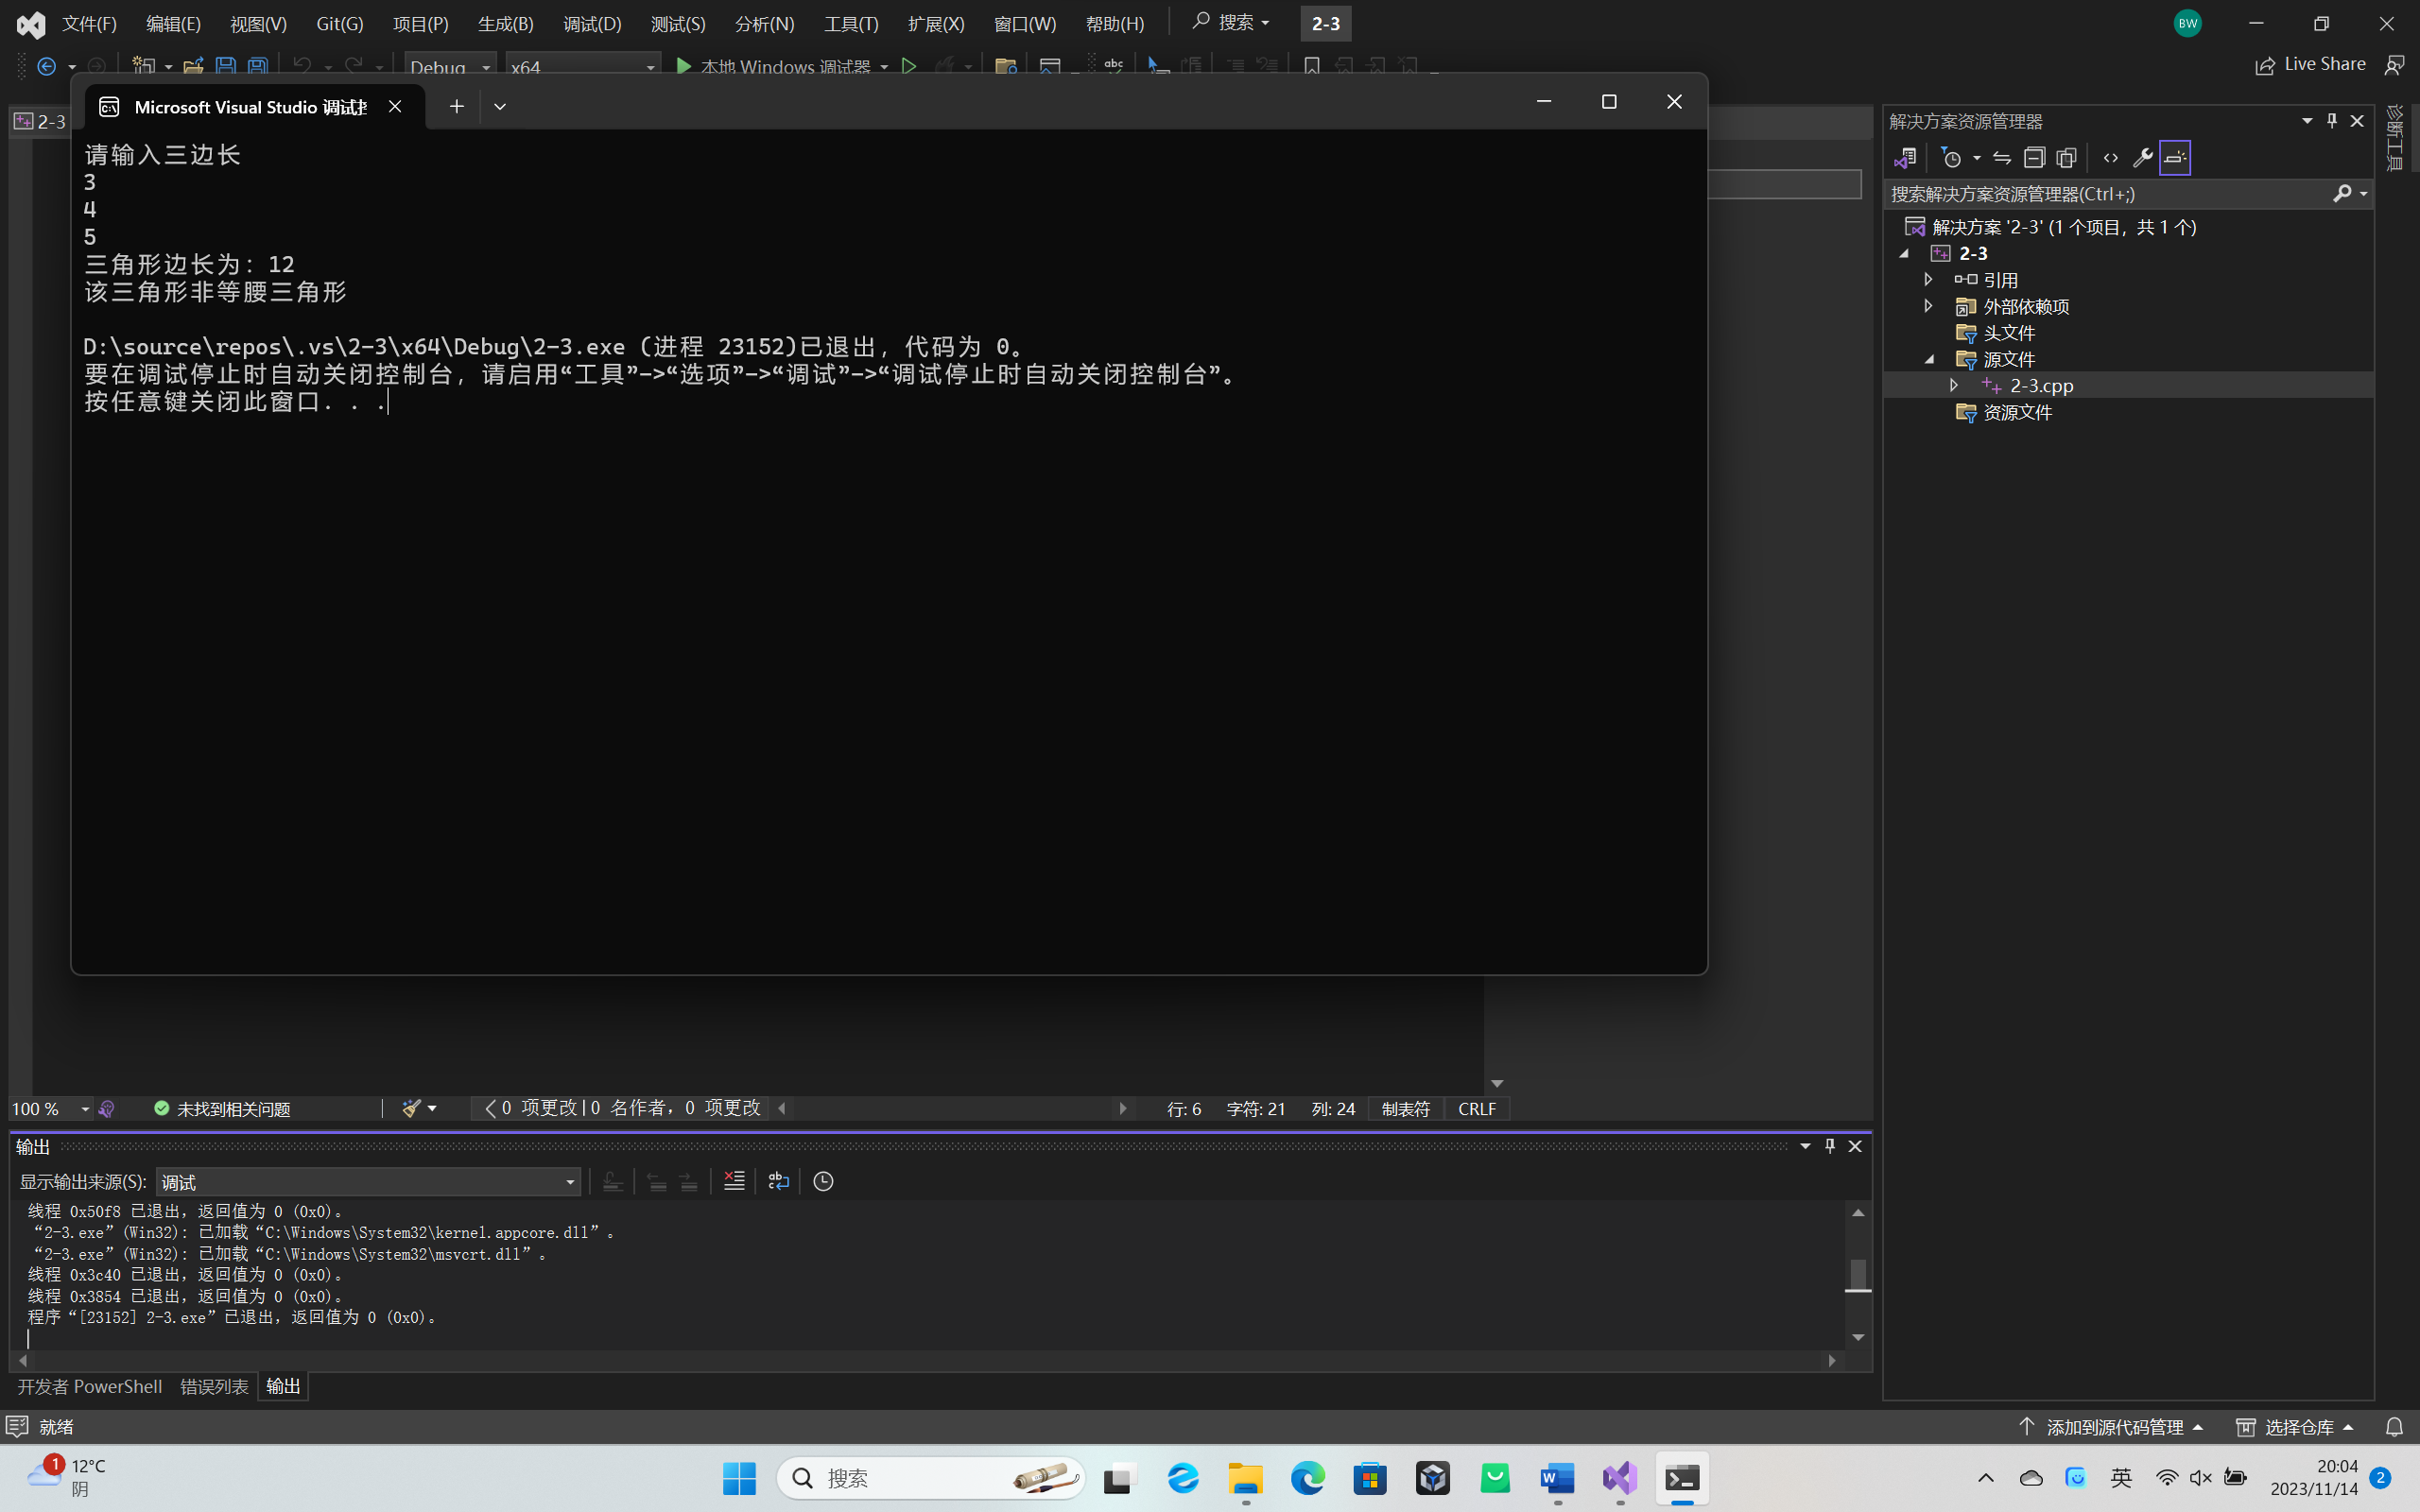 文件(F) 编辑(E) 视图(V) Git(G) 项目(P) 生成(B) 调试(D) 测试(S) 分析(N) 工具(T) 扩展(X) 窗口(W) 帮助(H) 搜索 2-3 BW
Debug x64 本地 Windows 调试器 abc Live Share
Microsoft Visual Studio 调试
2-3
请输入三边长
3
4
5
三角形边长为：12
该三角形非等腰三角形
D:\source\repos\.vs\2-3\x64\Debug\2-3.exe (进程 23152)已退出，代码为 0。
要在调试停止时自动关闭控制台，请启用“工具”->“选项”->“调试”->“调试停止时自动关闭控制台”。
按任意键关闭此窗口. . .
解决方案资源管理器
搜索解决方案资源管理器(Ctrl+;)
解决方案 '2-3' (1 个项目，共 1 个)
2-3
引用
外部依赖项
头文件
源文件
2-3.cpp
资源文件
诊断工具
100 % 未找到相关问题 0 项更改 | 0 名作者，0 项更改 行: 6 字符: 21 列: 24 制表符 CRLF
输出
显示输出来源(S): 调试
线程 0x50f8 已退出，返回值为 0 (0x0)。
“2-3.exe”(Win32): 已加载“C:\Windows\System32\kernel.appcore.dll”。
“2-3.exe”(Win32): 已加载“C:\Windows\System32\msvcrt.dll”。
线程 0x3c40 已退出，返回值为 0 (0x0)。
线程 0x3854 已退出，返回值为 0 (0x0)。
程序“[23152] 2-3.exe”已退出，返回值为 0 (0x0)。
开发者 PowerShell 错误列表 输出
就绪 添加到源代码管理 选择仓库
1 12°C
阴
搜索
英
20:04
2023/11/14
2